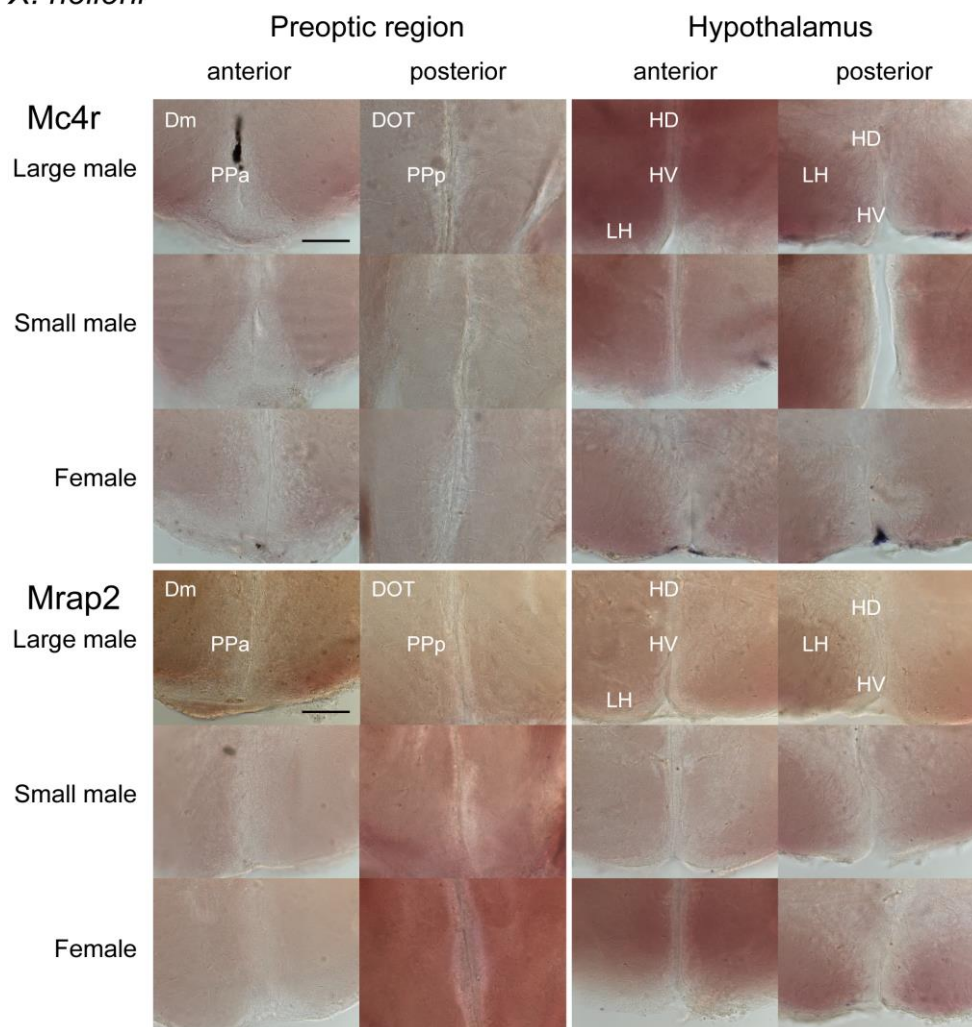 X.
Preoptic region Hypothalamus
anterior posterior anterior posterior
Mc4r
Large male
Dm DOT HD HD
PPa PPp HV LH
LH HV
Small male
Female
Mrap2
Large male
Dm DOT HD HD
PPa PPp HV LH
LH HV
Small male
Female